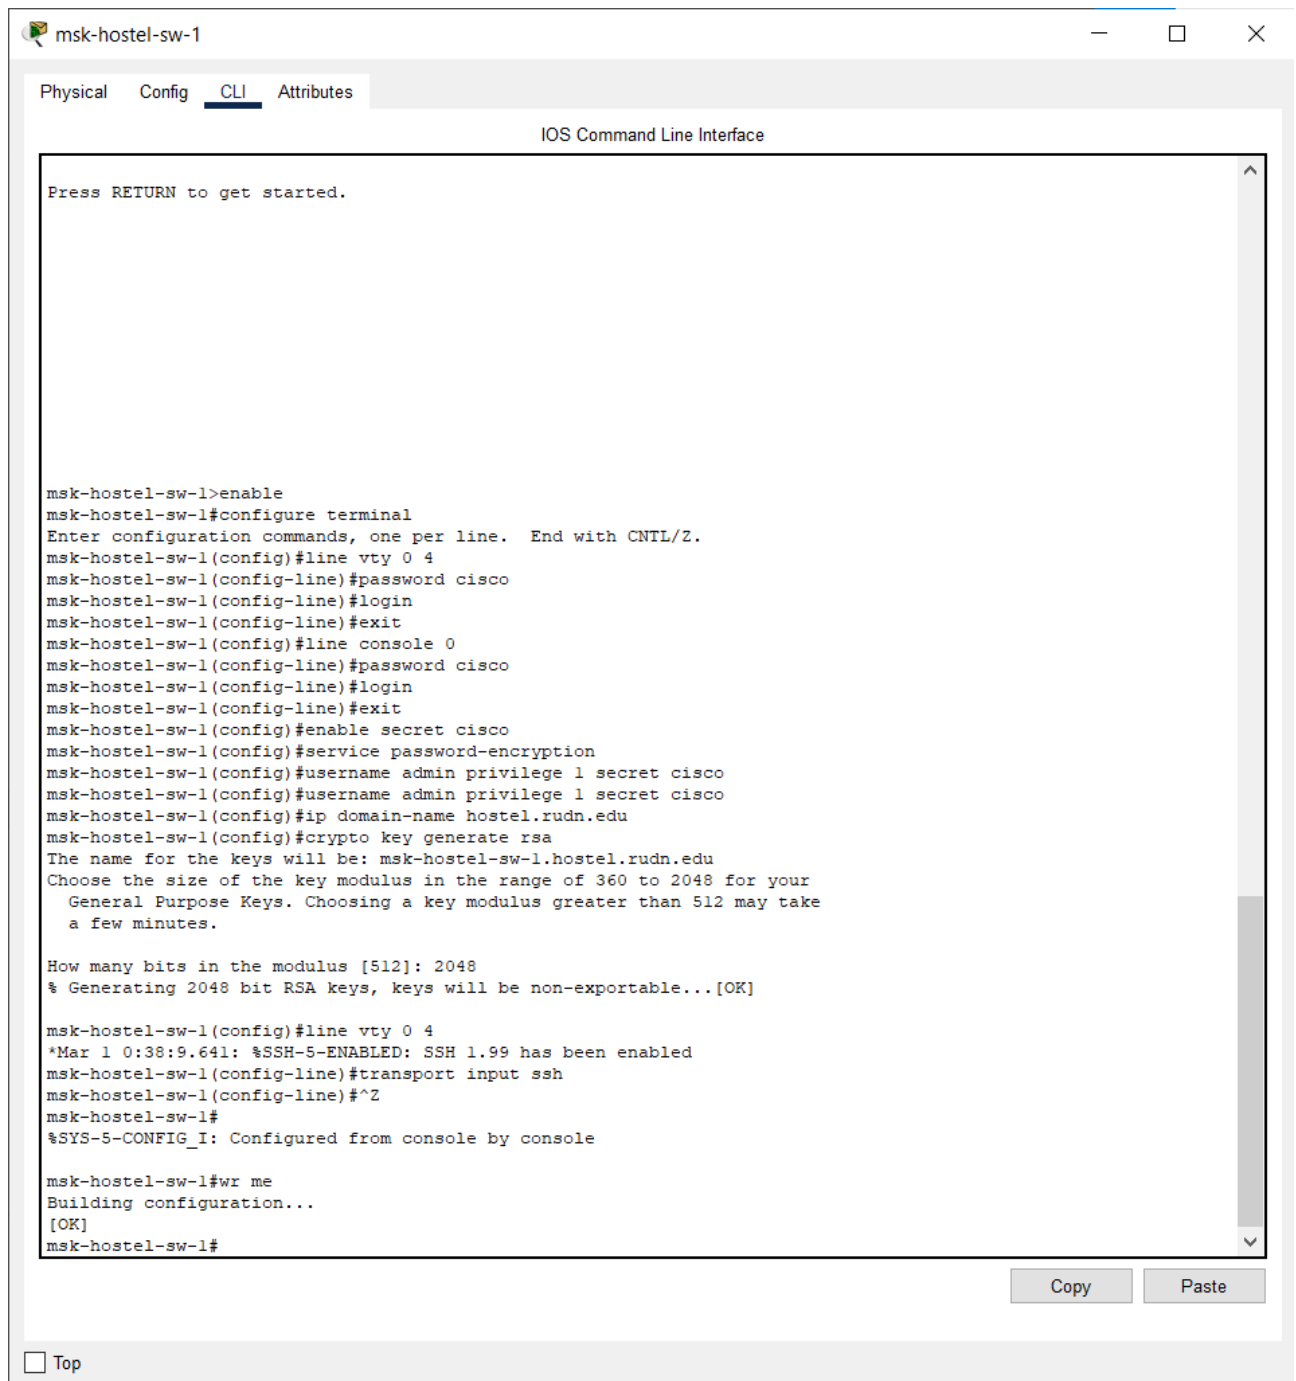 msk-hostel-sw-1
Physical Config CLI Attributes
IOS Command Line Interface
Press RETURN to get started.
msk-hostel-sw-1>enable
msk-hostel-sw-1#configure terminal
Enter configuration commands, one per line.  End with CNTL/Z.
msk-hostel-sw-1(config)#line vty 0 4
msk-hostel-sw-1(config-line)#password cisco
msk-hostel-sw-1(config-line)#login
msk-hostel-sw-1(config-line)#exit
msk-hostel-sw-1(config)#line console 0
msk-hostel-sw-1(config-line)#password cisco
msk-hostel-sw-1(config-line)#login
msk-hostel-sw-1(config-line)#exit
msk-hostel-sw-1(config)#enable secret cisco
msk-hostel-sw-1(config)#service password-encryption
msk-hostel-sw-1(config)#username admin privilege 1 secret cisco
msk-hostel-sw-1(config)#username admin privilege 1 secret cisco
msk-hostel-sw-1(config)#ip domain-name hostel.rudn.edu
msk-hostel-sw-1(config)#crypto key generate rsa
The name for the keys will be: msk-hostel-sw-1.hostel.rudn.edu
Choose the size of the key modulus in the range of 360 to 2048 for your
  General Purpose Keys. Choosing a key modulus greater than 512 may take
  a few minutes.
How many bits in the modulus [512]: 2048
% Generating 2048 bit RSA keys, keys will be non-exportable...[OK]
msk-hostel-sw-1(config)#line vty 0 4
*Mar 1 0:38:9.641: %SSH-5-ENABLED: SSH 1.99 has been enabled
msk-hostel-sw-1(config-line)#transport input ssh
msk-hostel-sw-1(config-line)#^Z
msk-hostel-sw-1#
%SYS-5-CONFIG_I: Configured from console by console
msk-hostel-sw-1#wr me
Building configuration...
[OK]
msk-hostel-sw-1#
Copy Paste
Top